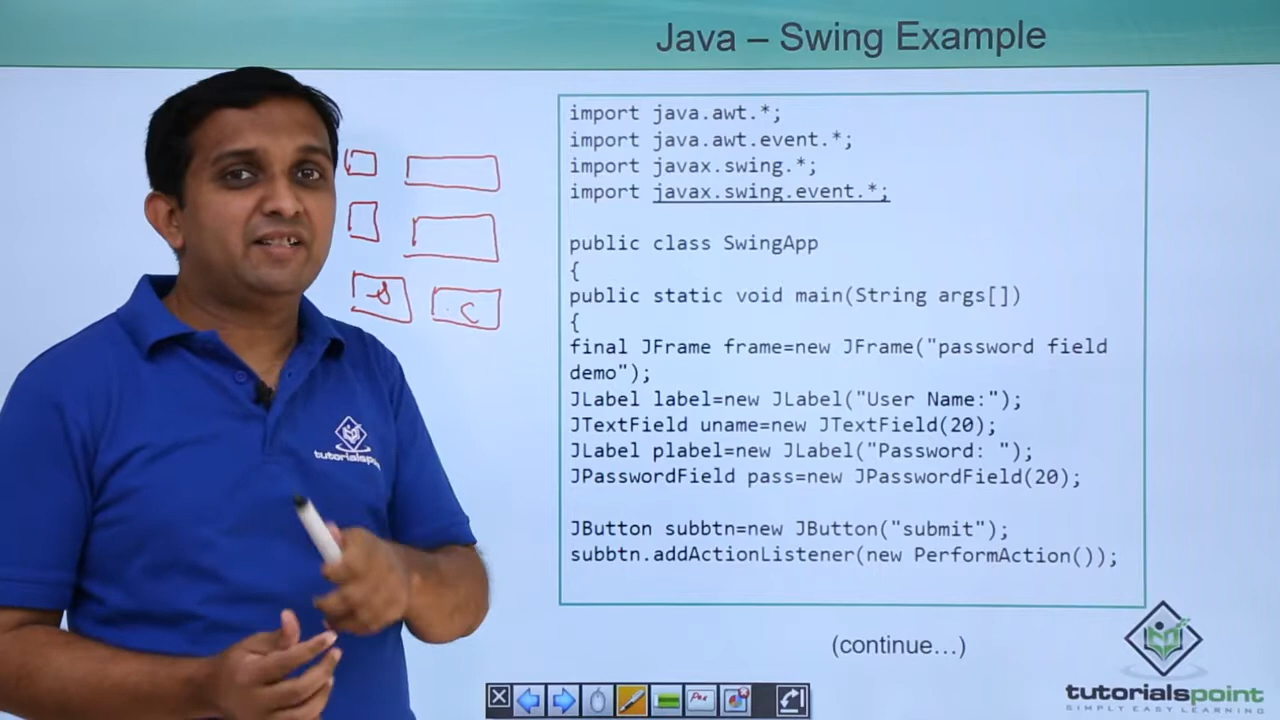 Java – Swing Example
import java.awt.*;
import java.awt.event.*;
import javax.swing.*;
import javax.swing.event.*;
public class SwingApp
{
public static void main(String args[])
{
final JFrame frame=new JFrame("password field
demo");
JLabel label=new JLabel("User Name:");
JTextField uname=new JTextField(20);
JLabel plabel=new JLabel("Password: ");
JPasswordField pass=new JPasswordField(20);
JButton subbtn=new JButton("submit");
subbtn.addActionListener(new PerformAction());
(continue...)
S
C
tutorialspoint
tutorialspoint
SIMPLY EASY LEARNING